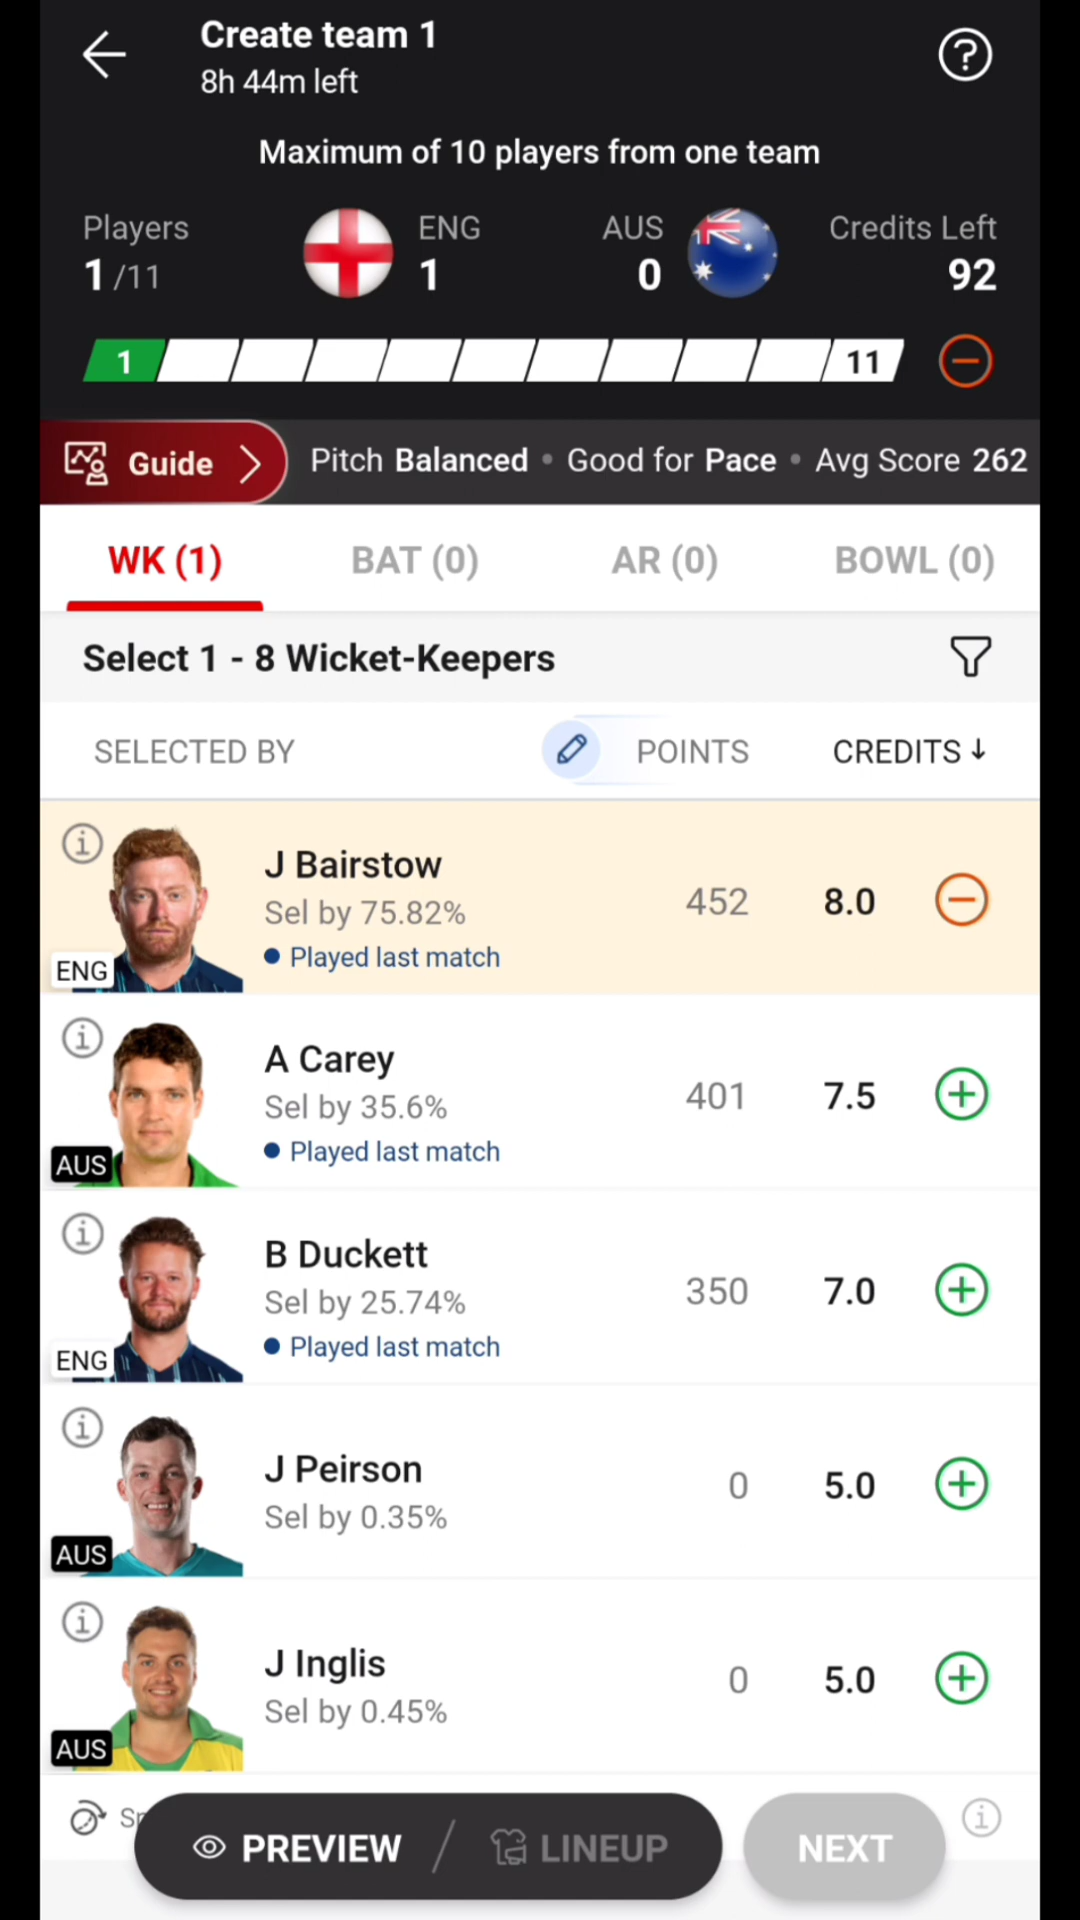 Create team 1
8h 44m left
Maximum of 10 players from one team
Players ENG AUS Credits Left
1 /11 1 0 92
1 11
Guide Pitch Balanced • Good for Pace • Avg Score 262
WK (1) BAT (0) AR (0) BOWL (0)
Select 1 - 8 Wicket-Keepers
SELECTED BY POINTS CREDITS ↓
J Bairstow
Sel by 75.82%
452 8.0
Played last match
ENG
A Carey
Sel by 35.6%
401 7.5
Played last match
AUS
B Duckett
Sel by 25.74%
350 7.0
Played last match
ENG
J Peirson
Sel by 0.35%
0 5.0
AUS
J Inglis
Sel by 0.45%
0 5.0
AUS
PREVIEW / LINEUP NEXT